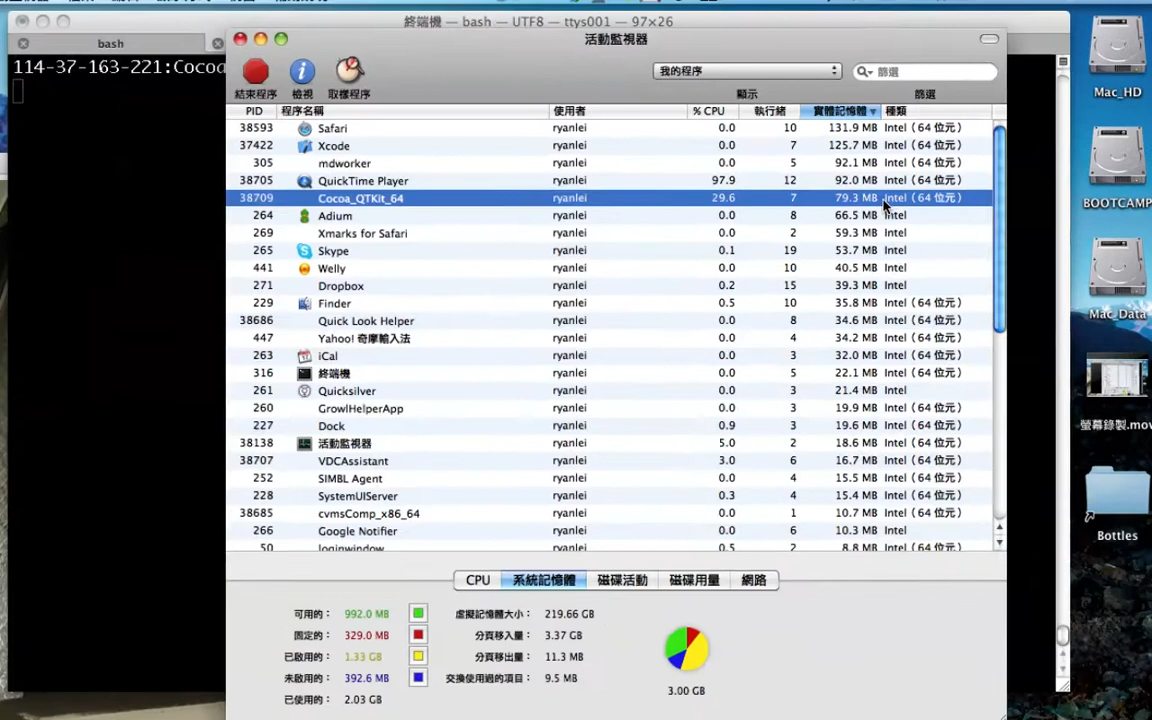 終端機 — bash — UTF8 — ttys001 — 97×26
bash
114-37-163-221:Cocoa
活動監視器
結束程序 檢視 取樣程序
我的程序
篩選
顯示
篩選
PID 程序名稱 使用者 % CPU 執行緒 實體記憶體 種類
38593 Safari ryanlei 0.0 10 131.9 MB Intel (64 位元)
37422 Xcode ryanlei 0.0 7 125.7 MB Intel (64 位元)
305 mdworker ryanlei 0.0 5 92.1 MB Intel (64 位元)
38705 QuickTime Player ryanlei 97.9 12 92.0 MB Intel (64 位元)
38709 Cocoa_QTKit_64 ryanlei 29.6 7 79.3 MB Intel (64 位元)
264 Adium ryanlei 0.0 8 66.5 MB Intel
269 Xmarks for Safari ryanlei 0.0 2 59.3 MB Intel
265 Skype ryanlei 0.1 19 53.7 MB Intel
441 Welly ryanlei 0.0 10 40.5 MB Intel
271 Dropbox ryanlei 0.2 15 39.3 MB Intel
229 Finder ryanlei 0.5 10 35.8 MB Intel (64 位元)
38686 Quick Look Helper ryanlei 0.0 8 34.6 MB Intel (64 位元)
447 Yahoo! 奇摩輸入法 ryanlei 0.0 4 34.2 MB Intel (64 位元)
263 iCal ryanlei 0.0 3 32.0 MB Intel (64 位元)
316 終端機 ryanlei 0.0 5 22.1 MB Intel (64 位元)
261 Quicksilver ryanlei 0.0 3 21.4 MB Intel
260 GrowlHelperApp ryanlei 0.0 3 19.9 MB Intel (64 位元)
227 Dock ryanlei 0.9 3 19.6 MB Intel (64 位元)
38138 活動監視器 ryanlei 5.0 2 18.6 MB Intel (64 位元)
38707 VDCAssistant ryanlei 3.0 6 16.7 MB Intel (64 位元)
252 SIMBL Agent ryanlei 0.0 4 15.5 MB Intel (64 位元)
228 SystemUIServer ryanlei 0.3 4 15.4 MB Intel (64 位元)
38685 cvmsComp_x86_64 ryanlei 0.0 1 10.7 MB Intel (64 位元)
266 Google Notifier ryanlei 0.0 6 10.3 MB Intel
50 loginwindow ryanlei 0.5 2 8.8 MB Intel (64 位元)
CPU 系統記憶體 磁碟活動 磁碟用量 網路
可用的： 992.0 MB 虛擬記憶體大小： 219.66 GB
固定的： 329.0 MB 分頁移入量： 3.37 GB
已啟用的： 1.33 GB 分頁移出量： 11.3 MB
未啟用的： 392.6 MB 交換使用過的項目： 9.5 MB
已使用的： 2.03 GB
3.00 GB
Mac_HD
BOOTCAMP
Mac_Data
螢幕錄製.mov
Bottles